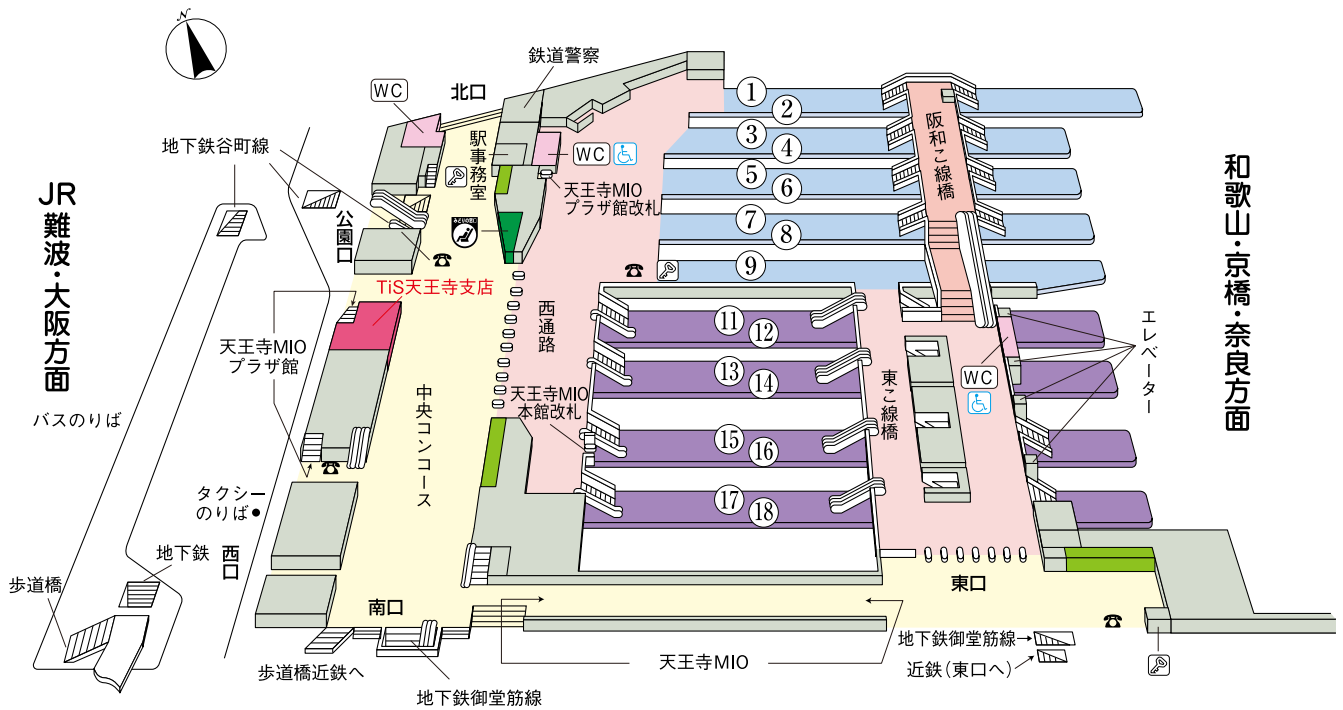 N
鉄道警察
WC
北口
駅事務室
WC
天王寺MIO
プラザ館改札
地下鉄谷町線
公園口
みどりの窓口
JR難波・大阪方面
バスのりば
TiS天王寺支店
天王寺MIO
プラザ館
西通路
中央コンコース
天王寺MIO
本館改札
①
②
③
④
⑤
⑥
⑦
⑧
⑨
⑪
⑫
⑬
⑭
⑮
⑯
⑰
⑱
阪和こ線橋
東こ線橋
WC
エレベーター
和歌山・京橋・奈良方面
タクシー
のりば
地下鉄
西口
歩道橋
南口
歩道橋近鉄へ
地下鉄御堂筋線
天王寺MIO
東口
地下鉄御堂筋線
近鉄(東口へ)